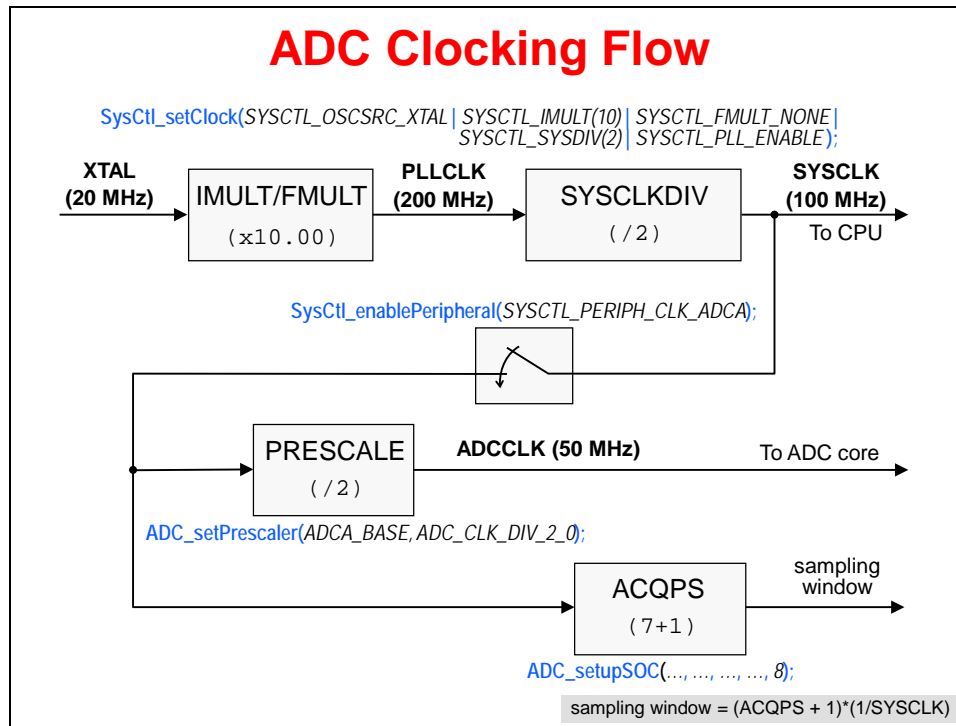 ADC Clocking Flow
SysCtl_setClock(SYSCTL_OSCSRC_XTAL | SYSCTL_IMULT(10) | SYSCTL_FMULT_NONE |
SYSCTL_SYSDIV(2) | SYSCTL_PLL_ENABLE );
XTAL
(20 MHz)
IMULT/FMULT
(x10.00)
PLLCLK
(200 MHz)
SYSCLKDIV
(/2)
SYSCLK
(100 MHz)
To CPU
SysCtl_enablePeripheral(SYSCTL_PERIPH_CLK_ADCA);
PRESCALE
(/2)
ADCCLK (50 MHz)
To ADC core
ADC_setPrescaler(ADCA_BASE, ADC_CLK_DIV_2_0);
ACQPS
(7+1)
sampling
window
ADC_setupSOC(…, …, …, …, 8);
sampling window = (ACQPS + 1)*(1/SYSCLK)